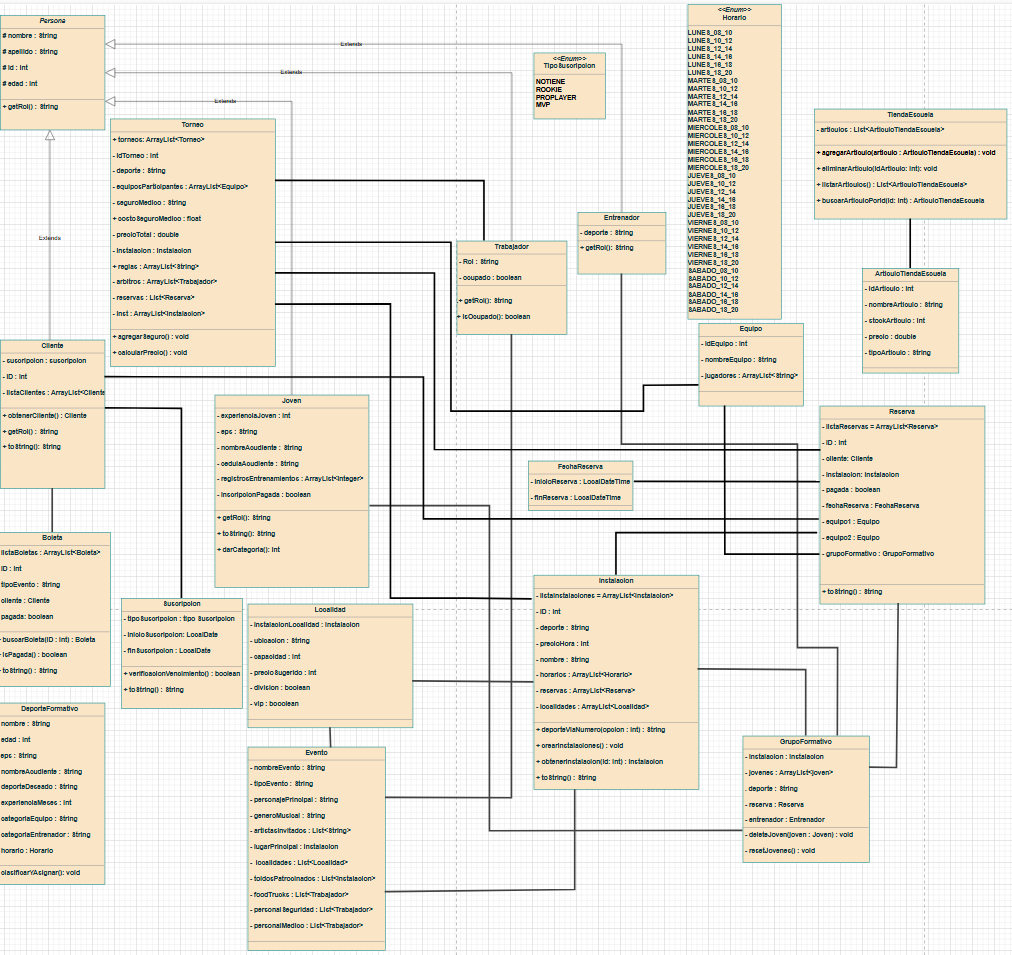 Persona
# nombre : String
# apellido : String
# id : int
# edad : int
+ getRol() : String
Extends
Extends
Extends
Extends
Torneo
+ torneos: ArrayList<Torneo>
- idTorneo : int
- deporte : String
- equiposParticipantes : ArrayList<Equipo>
- seguroMedico : String
+ costoSeguroMedico : float
- precioTotal : double
- instalacion : Instalacion
+ reglas : ArrayList<String>
- arbitros : ArrayList<Trabajador>
- reservas : List<Reserva>
- inst : ArrayList<Instalacion>
+ agregarSeguro() : void
+ calcularPrecio() : void
<<Enum>>
TipoSuscripcion
NOTIENE
ROOKIE
PROPLAYER
MVP
<<Enum>>
Horario
LUNES_08_10
LUNES_10_12
LUNES_12_14
LUNES_14_16
LUNES_16_18
LUNES_18_20
MARTES_08_10
MARTES_10_12
MARTES_12_14
MARTES_14_16
MARTES_16_18
MARTES_18_20
MIERCOLES_08_10
MIERCOLES_10_12
MIERCOLES_12_14
MIERCOLES_14_16
MIERCOLES_16_18
MIERCOLES_18_20
JUEVES_08_10
JUEVES_10_12
JUEVES_12_14
JUEVES_14_16
JUEVES_16_18
JUEVES_18_20
VIERNES_08_10
VIERNES_10_12
VIERNES_12_14
VIERNES_14_16
VIERNES_16_18
VIERNES_18_20
SABADO_08_10
SABADO_10_12
SABADO_12_14
SABADO_14_16
SABADO_16_18
SABADO_18_20
TiendaEscuela
- articulos : List<ArticuloTiendaEscuela>
+ agregarArticulo(articulo : ArticuloTiendaEscuela) : void
+ eliminarArticulo(idArticulo: int): void
+ listarArticulos() : List<ArticuloTiendaEscuela>
+ buscarArticuloPorId(id: int) : ArticuloTiendaEscuela
Entrenador
- deporte : String
+ getRol(): String
Trabajador
- Rol : String
- ocupado : boolean
+ getRol(): String
+ isOcupado(): boolean
ArticuloTiendaEscuela
- idArticulo : int
- nombreArticulo : String
- stockArticulo : int
- precio : double
- tipoArticulo : String
Equipo
- idEquipo : int
- nombreEquipo : String
- jugadores : ArrayList<String>
Cliente
- suscripcion : suscripcion
- ID : int
- listaClientes : ArrayList<Cliente
+ obtenerCliente() : Cliente
+ getRol() : String
+ toString(): String
Joven
- experienciaJoven : int
- eps : String
- nombreAcudiente : String
- cedulaAcudiente : String
- registrosEntrenamientos : ArrayList<Integer>
- inscripcionPagada : boolean
+ getRol(): String
+ toString(): String
+ darCategoria(): int
Reserva
- listaReservas = ArrayList<Reserva>
- ID : int
- cliente: Cliente
- instalacion: Instalacion
- pagada : boolean
- fechaReserva : FechaReserva
- equipo1 : Equipo
- equipo2 : Equipo
- grupoFormativo : GrupoFormativo
+ toString() : String
FechaReserva
- inicioReserva : LocalDateTime
- finReserva : LocalDateTime
Boleta
listaBoletas : ArrayList<Boleta>
ID : int
tipoEvento : String
cliente : Cliente
pagada: boolean
- buscarBoleta(ID : int) : Boleta
- isPagada() : boolean
- toString() : String
Suscripcion
- tipoSuscripcion : tipo Suscripcion
- inicioSuscripcion: LocalDate
- finSuscripcion : LocalDate
+ verificacionVencimiento() : boolean
+ toString() : String
Localidad
- instalacionLocalidad : Instalacion
- ubicacion : String
- capacidad : int
- precioSugerido : int
- division : boolean
- vip : booolean
Instalacion
- listaInstalaciones = ArrayList<Instalacion>
- ID : int
- deporte : String
- precioHora : int
- nombre : String
- horarios : ArrayList<Horario>
- reservas : ArrayList<Reserva>
- localidades : ArrayList<Localidad>
+ deporteViaNumero(opcion : int) : String
+ crearInstalaciones() : void
+ obtenerInstalacion(id: int) : Instalacion
+ toString() : String
DeporteFormativo
nombre : String
edad : int
eps : String
nombreAcudiente : String
deporteDeseado : String
experienciaMeses : int
categoriaEquipo : String
categoriaEntrenador : String
horario : Horario
clasificarYAsignar(): void
Evento
- nombreEvento : String
- tipoEvento : String
- personajePrincipal : String
- generoMusical : String
- artistasInvitados : List<String>
- lugarPrincipal : Instalacion
- localidades : List<Localidad>
- toldosPatrocinados : List<Instalacion>
- foodTrucks : List<Trabajador>
- personalSeguridad : List<Trabajador>
- personalMedico : List<Trabajador>
GrupoFormativo
- instalacion : Instalacion
- jovenes : ArrayList<joven>
- deporte : String
- reserva : Reserva
- entrenador : Entrenador
- deleteJoven(joven : Joven) : void
- resetJovenes() : void